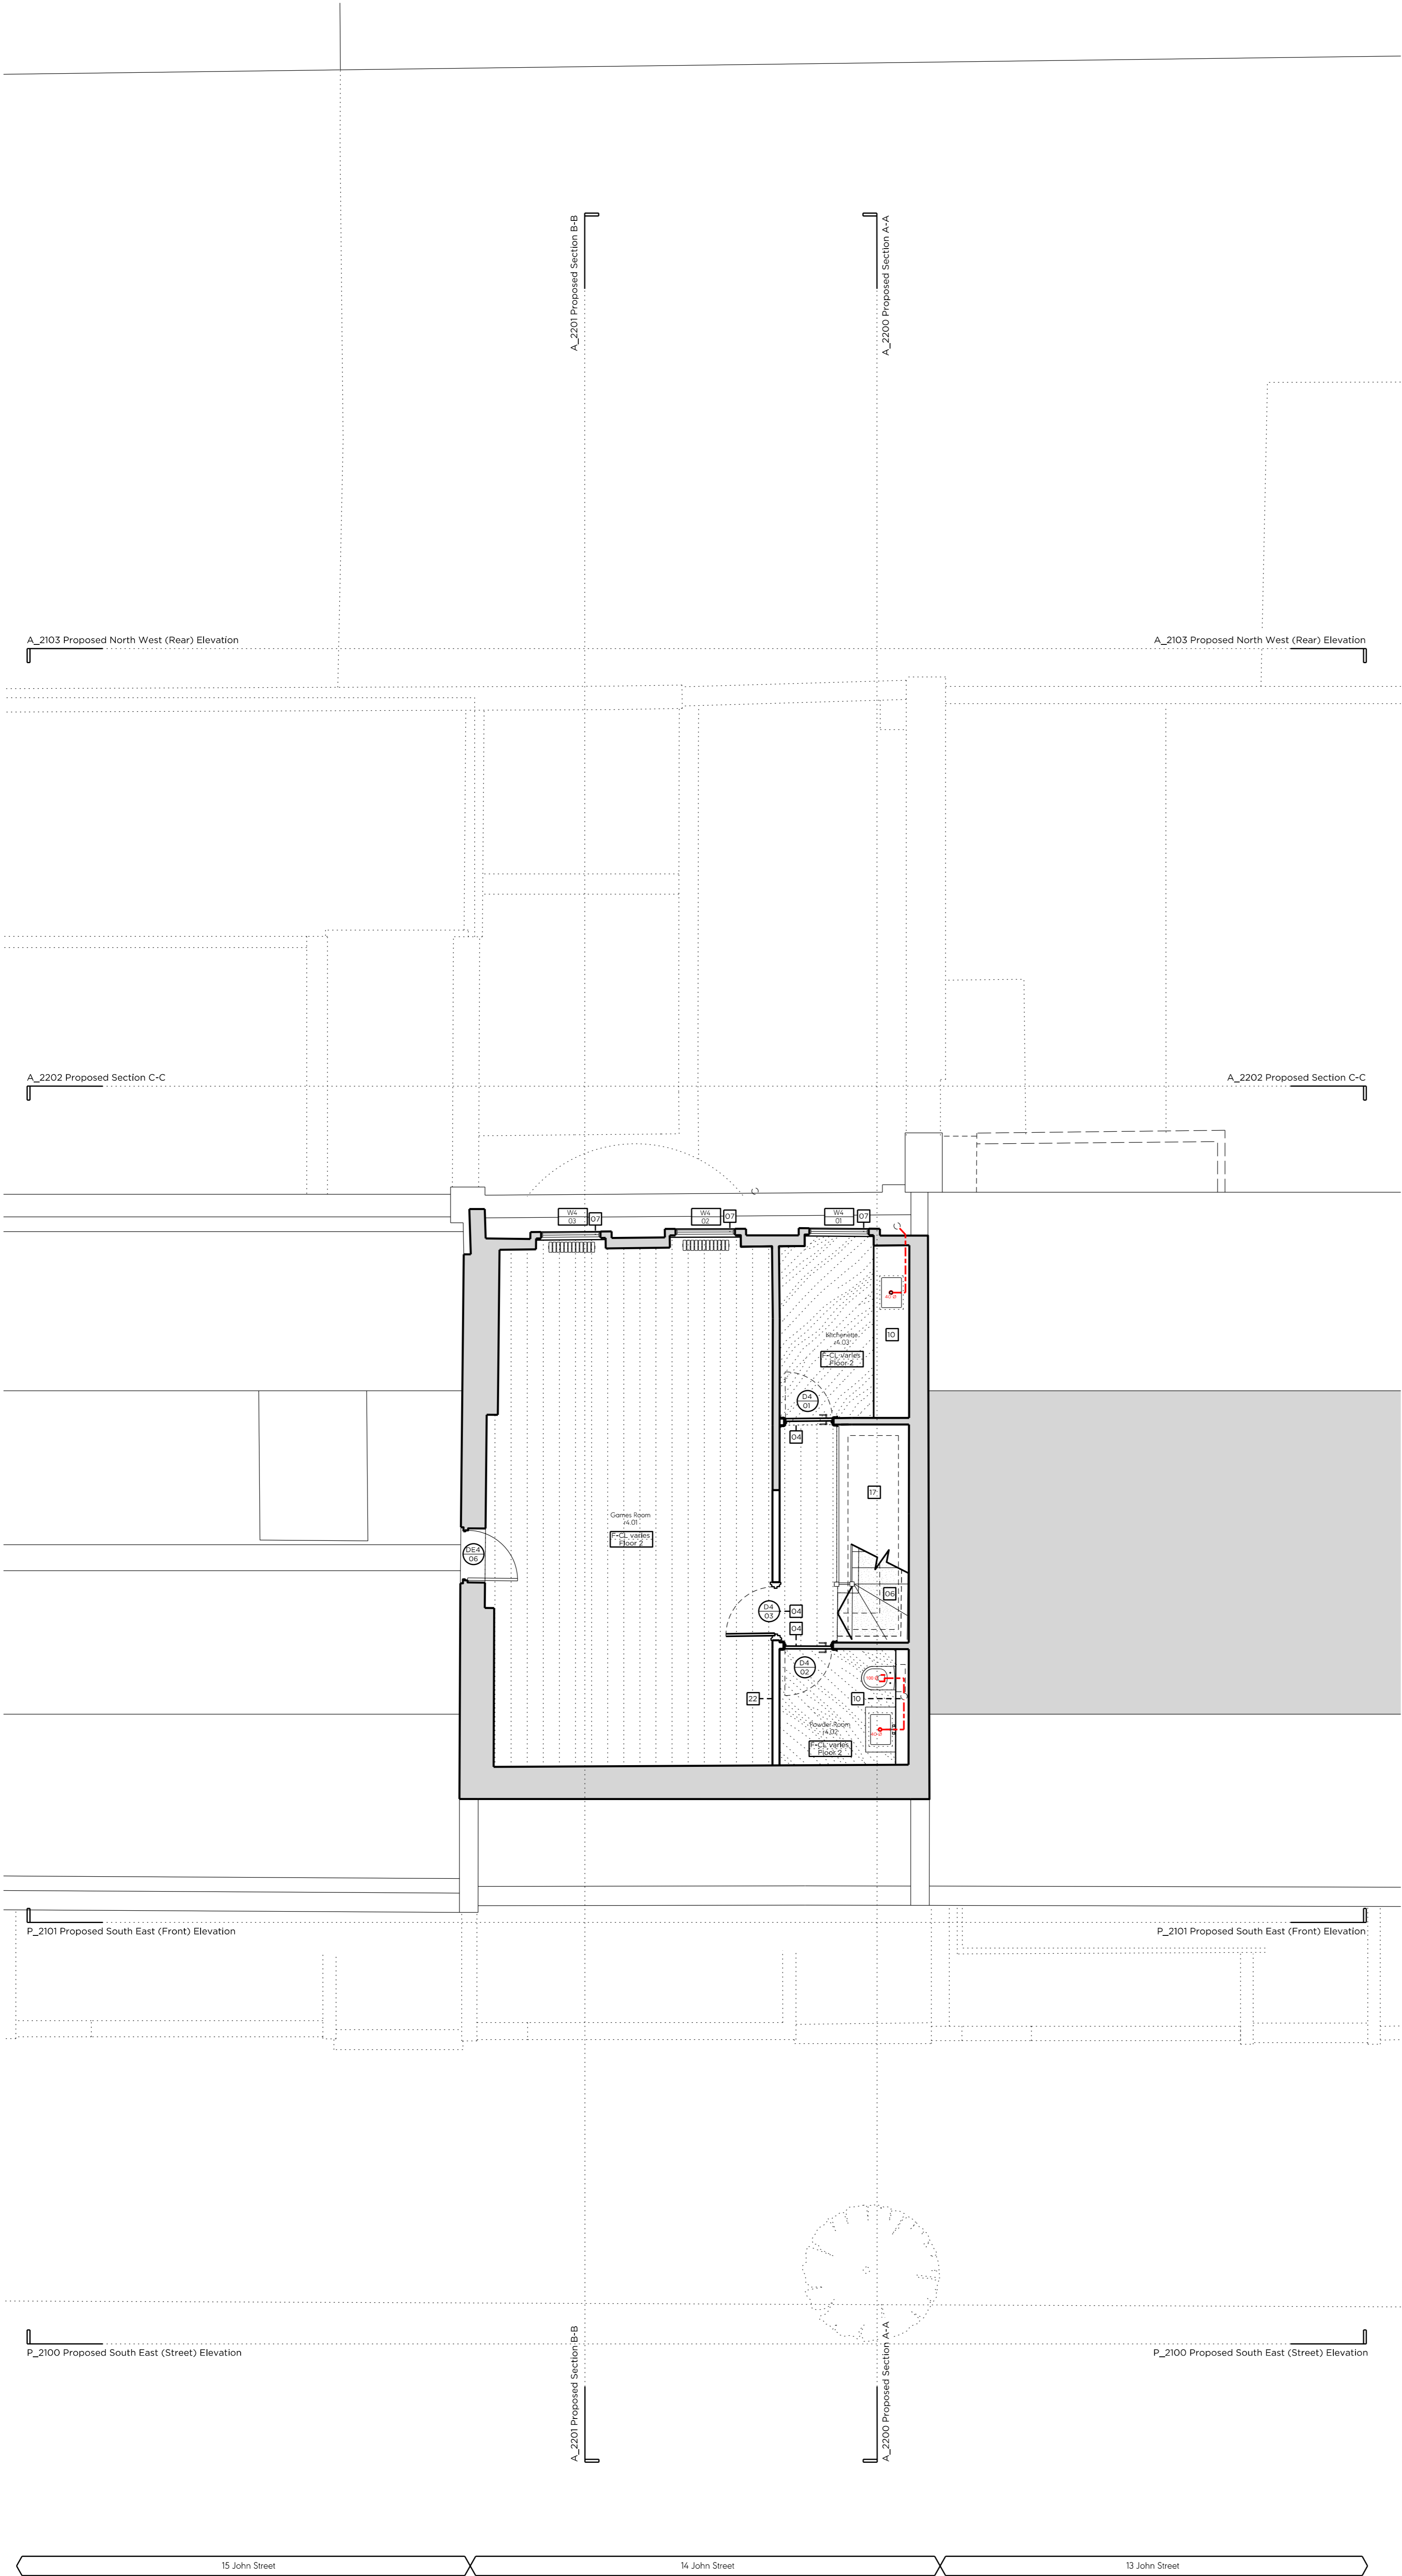 A_2201 Proposed Section B-B
A_2200 Proposed Section A-A
A_2103 Proposed North West (Rear) Elevation
A_2103 Proposed North West (Rear) Elevation
A_2202 Proposed Section C-C
A_2202 Proposed Section C-C
W4
03
07
W4
02
07
W4
01
07
40 Ø
10
Kitchenette
r4.03
F-CL varies
Floor 2
D4
01
04
17
Games Room
r4.01
F-CL varies
Floor 2
DE4
06
06
D4
03
04
04
D4
02
100 Ø
22
10
Powder Room
r4.02
F-CL varies
Floor 2
40 Ø
P_2101 Proposed South East (Front) Elevation
P_2101 Proposed South East (Front) Elevation
P_2100 Proposed South East (Street) Elevation
P_2100 Proposed South East (Street) Elevation
A_2201 Proposed Section B-B
A_2200 Proposed Section A-A
15 John Street
14 John Street
13 John Street